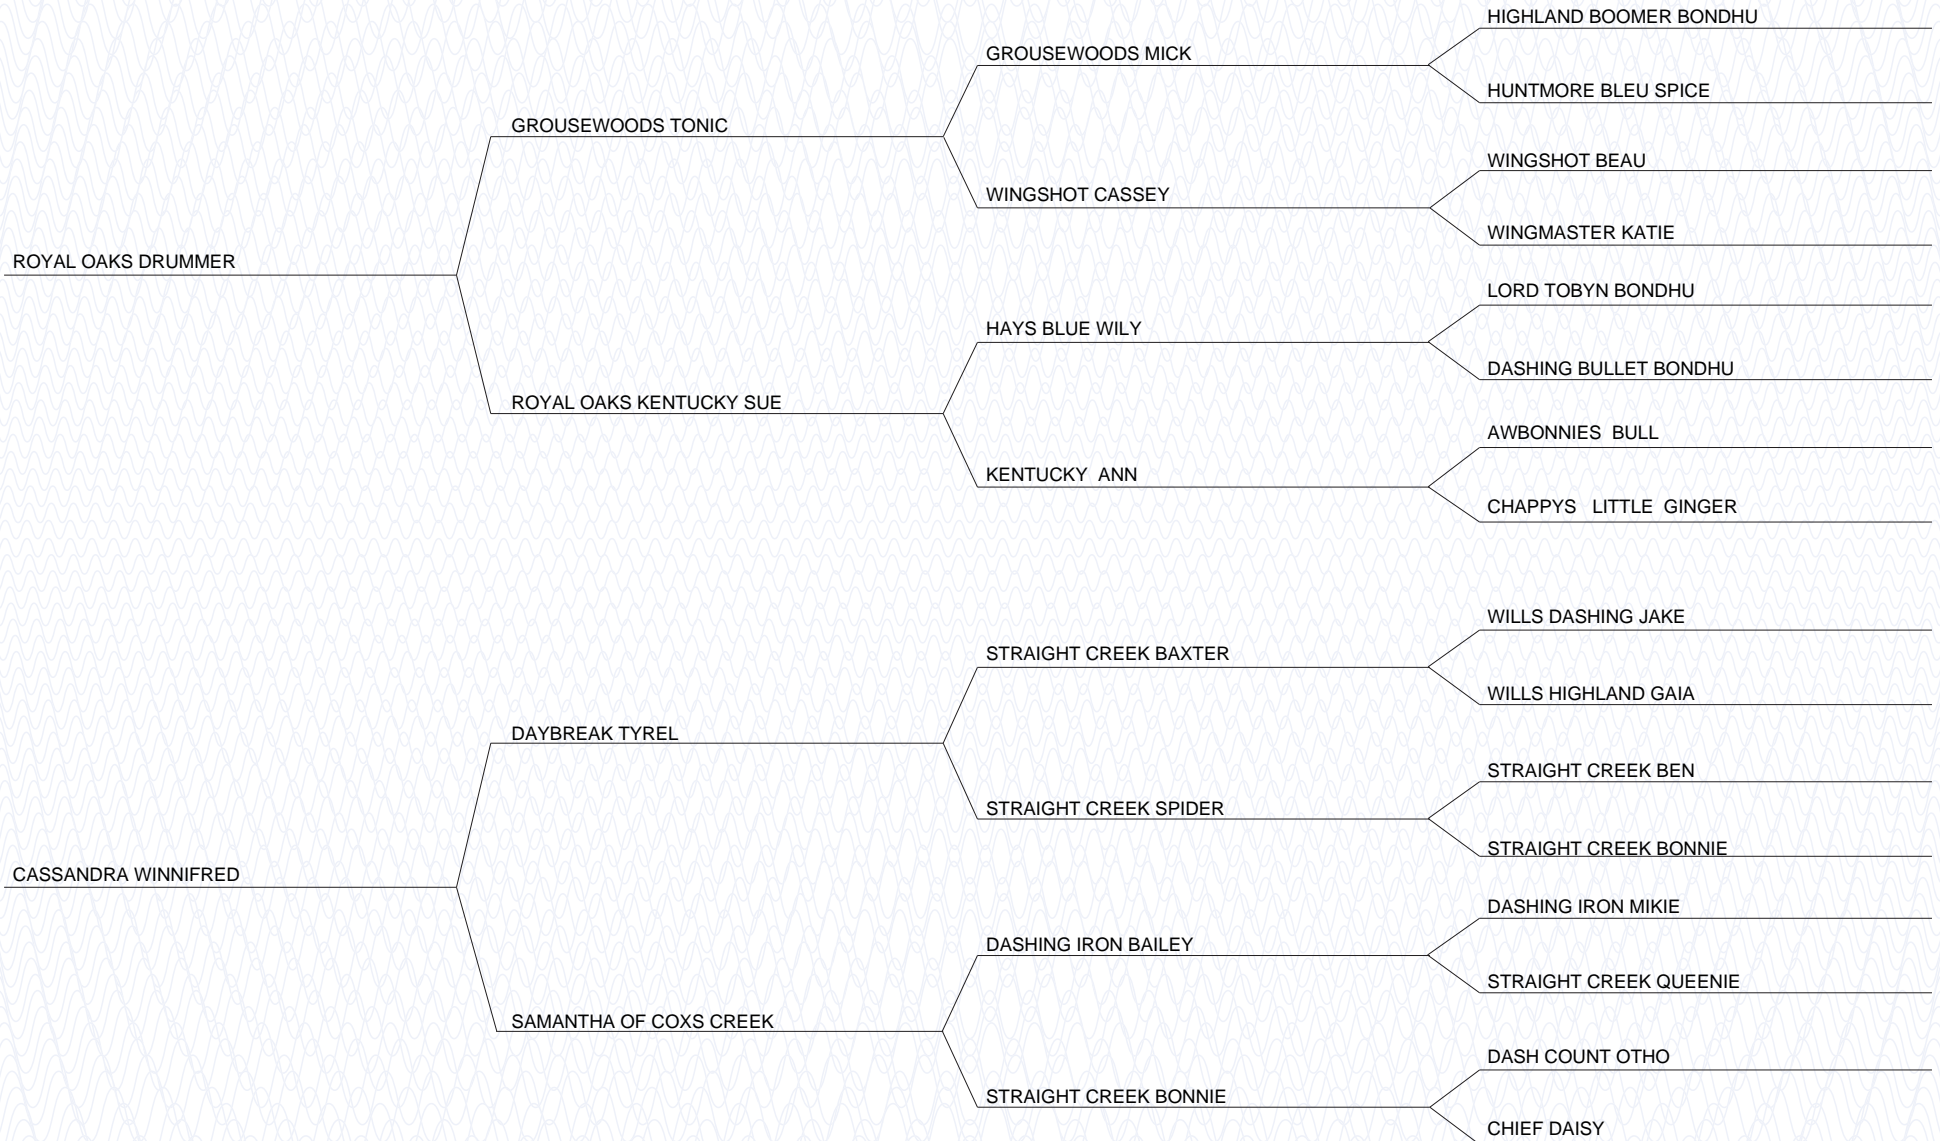 HIGHLAND BOOMER BONDHU
GROUSEWOODS MICK
HUNTMORE BLEU SPICE
GROUSEWOODS TONIC
WINGSHOT BEAU
WINGSHOT CASSEY
WINGMASTER KATIE
ROYAL OAKS DRUMMER
LORD TOBYN BONDHU
HAYS BLUE WILY
DASHING BULLET BONDHU
ROYAL OAKS KENTUCKY SUE
AWBONNIES  BULL
KENTUCKY  ANN
CHAPPYS   LITTLE  GINGER
WILLS DASHING JAKE
STRAIGHT CREEK BAXTER
WILLS HIGHLAND GAIA
DAYBREAK TYREL
STRAIGHT CREEK BEN
STRAIGHT CREEK SPIDER
STRAIGHT CREEK BONNIE
CASSANDRA WINNIFRED
DASHING IRON MIKIE
DASHING IRON BAILEY
STRAIGHT CREEK QUEENIE
SAMANTHA OF COXS CREEK
DASH COUNT OTHO
STRAIGHT CREEK BONNIE
CHIEF DAISY